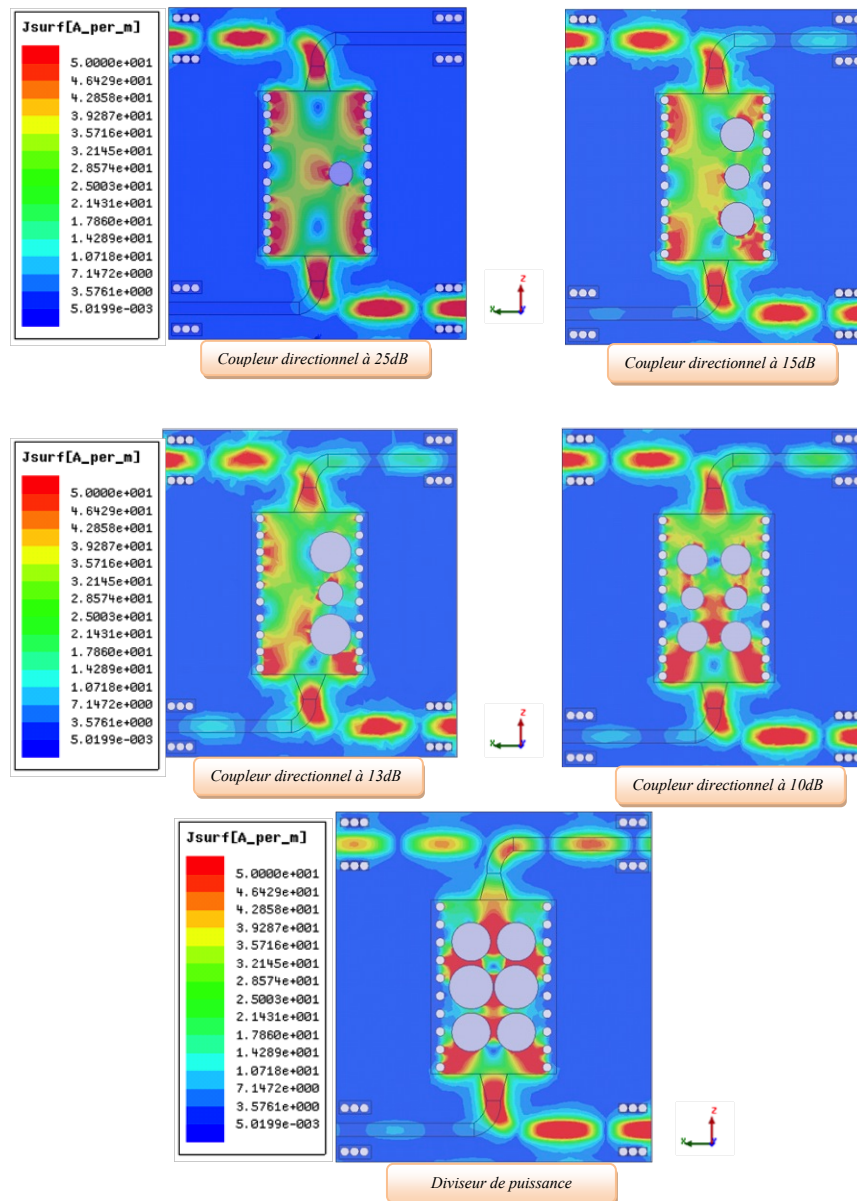 Jsurf[A_per_m]
5.0000e+001
4.6429e+001
4.2858e+001
3.9287e+001
3.5716e+001
3.2145e+001
2.8574e+001
2.5003e+001
2.1431e+001
1.7860e+001
1.4289e+001
1.0718e+001
7.1472e+000
3.5761e+000
5.0199e-003
X
Z
Coupleur directionnel à 25dB
Coupleur directionnel à 15dB
Jsurf[A_per_m]
5.0000e+001
4.6429e+001
4.2858e+001
3.9287e+001
3.5716e+001
3.2145e+001
2.8574e+001
2.5003e+001
2.1431e+001
1.7860e+001
1.4289e+001
1.0718e+001
7.1472e+000
3.5761e+000
5.0199e-003
X
Z
Coupleur directionnel à 13dB
Coupleur directionnel à 10dB
Jsurf[A_per_m]
5.0000e+001
4.6429e+001
4.2858e+001
3.9287e+001
3.5716e+001
3.2145e+001
2.8574e+001
2.5003e+001
2.1431e+001
1.7860e+001
1.4289e+001
1.0718e+001
7.1472e+000
3.5761e+000
5.0199e-003
X
Z
Diviseur de puissance